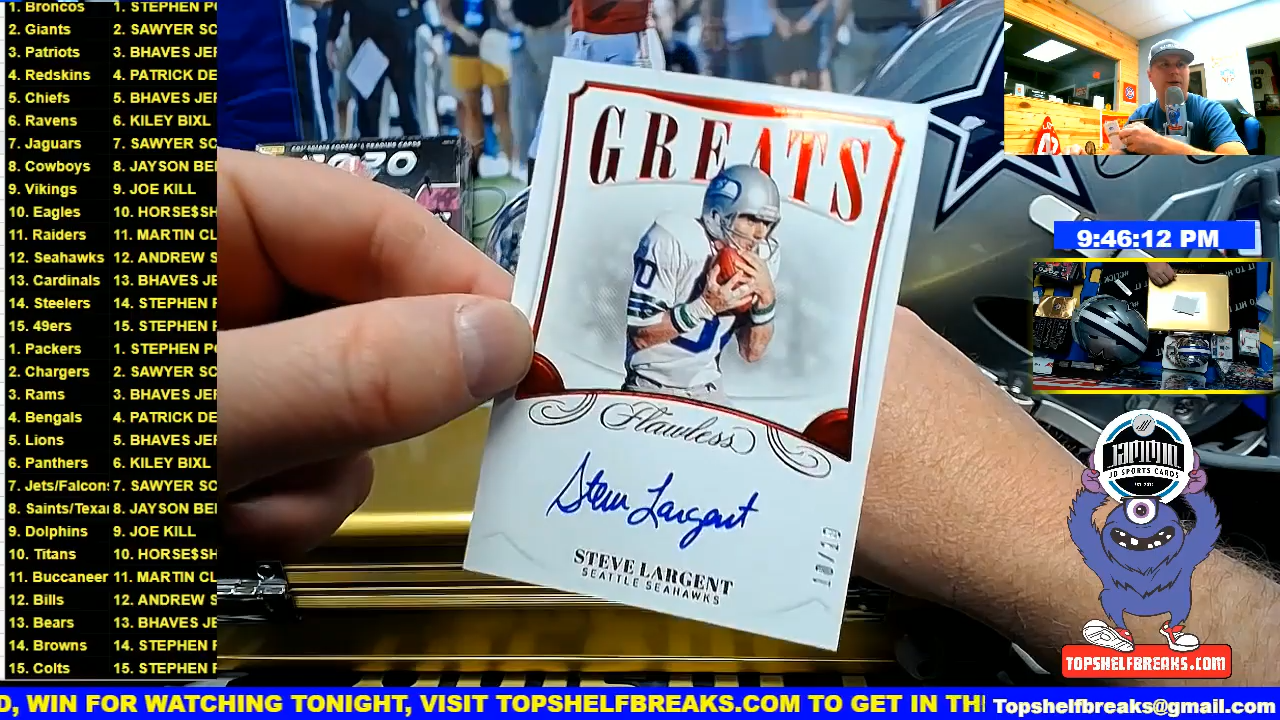 1. Broncos 1. STEPHEN P
2. Giants 2. SAWYER SC
3. Patriots 3. BHAVES JEF
4. Redskins 4. PATRICK DE
5. Chiefs 5. BHAVES JEF
6. Ravens 6. KILEY BIXL
7. Jaguars 7. SAWYER SC
8. Cowboys 8. JAYSON BE
9. Vikings 9. JOE KILL
10. Eagles 10. HORSE$SH
11. Raiders 11. MARTIN CL
12. Seahawks 12. ANDREW S
13. Cardinals 13. BHAVES JE
14. Steelers 14. STEPHEN F
15. 49ers 15. STEPHEN F
1. Packers 1. STEPHEN P
2. Chargers 2. SAWYER SC
3. Rams 3. BHAVES JEF
4. Bengals 4. PATRICK DE
5. Lions 5. BHAVES JEF
6. Panthers 6. KILEY BIXL
7. Jets/Falcons 7. SAWYER SC
8. Saints/Texa 8. JAYSON BE
9. Dolphins 9. JOE KILL
10. Titans 10. HORSE$SH
11. Buccaneer 11. MARTIN CL
12. Bills 12. ANDREW S
13. Bears 13. BHAVES JE
14. Browns 14. STEPHEN F
15. Colts 15. STEPHEN F
2020
GREATS
80
Flawless
Steve Largent
STEVE LARGENT
SEATTLE SEAHAWKS
9:46:12 PM
JAMMIN
JD SPORTS CARDS
TOPSHELFBREAKS.COM
D, WIN FOR WATCHING TONIGHT, VISIT TOPSHELFBREAKS.COM TO GET IN TH
Topshelfbreaks@gmail.com